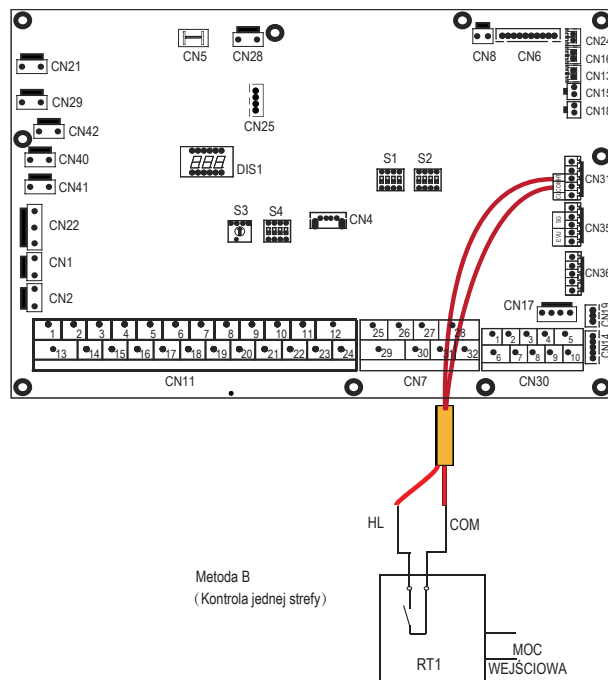 CN5
CN28
CN8
CN6
CN24
CN16
CN13
CN15
CN18
CN21
CN29
CN42
CN40
CN41
CN22
CN1
CN2
CN25
DIS1
S1
S2
S3
S4
CN4
CN31
SG
EVU
CN35
CN36
CN17
CN19
CN14
1 2 3 4 5 6 7 8 9 10 11 12
13 14 15 16 17 18 19 20 21 22 23 24
CN11
25 26 27 28
29 30 31 32
CN7
1 2 3 4 5
6 7 8 9 10
CN30
HL
COM
Metoda B
(Kontrola jednej strefy)
RT1
MOC
WEJŚCIOWA